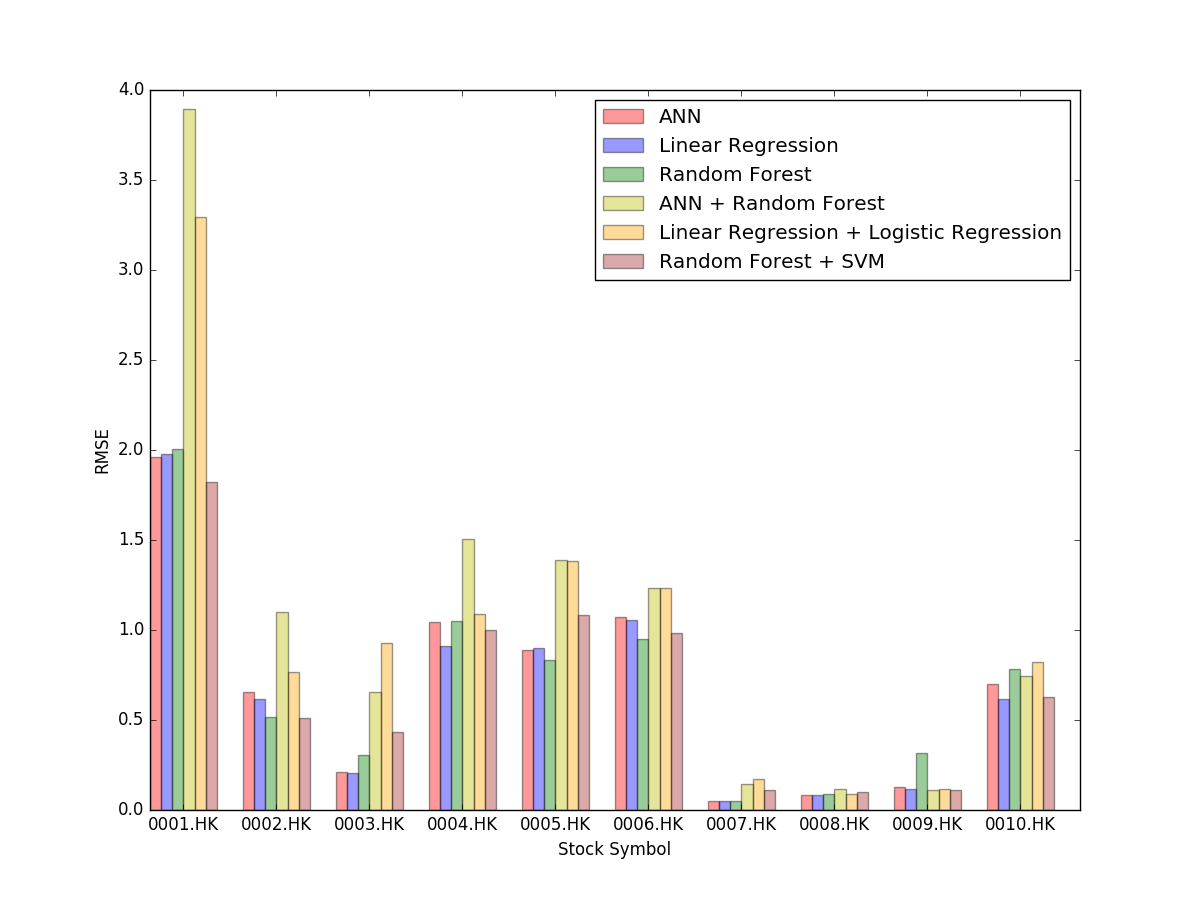 4.0
3.5
3.0
2.5
2.0
1.5
1.0
0.5
0.0
RMSE
ANN
Linear Regression
Random Forest
ANN + Random Forest
Linear Regression + Logistic Regression
Random Forest + SVM
0001.HK 0002.HK 0003.HK 0004.HK 0005.HK 0006.HK 0007.HK 0008.HK 0009.HK 0010.HK
Stock Symbol